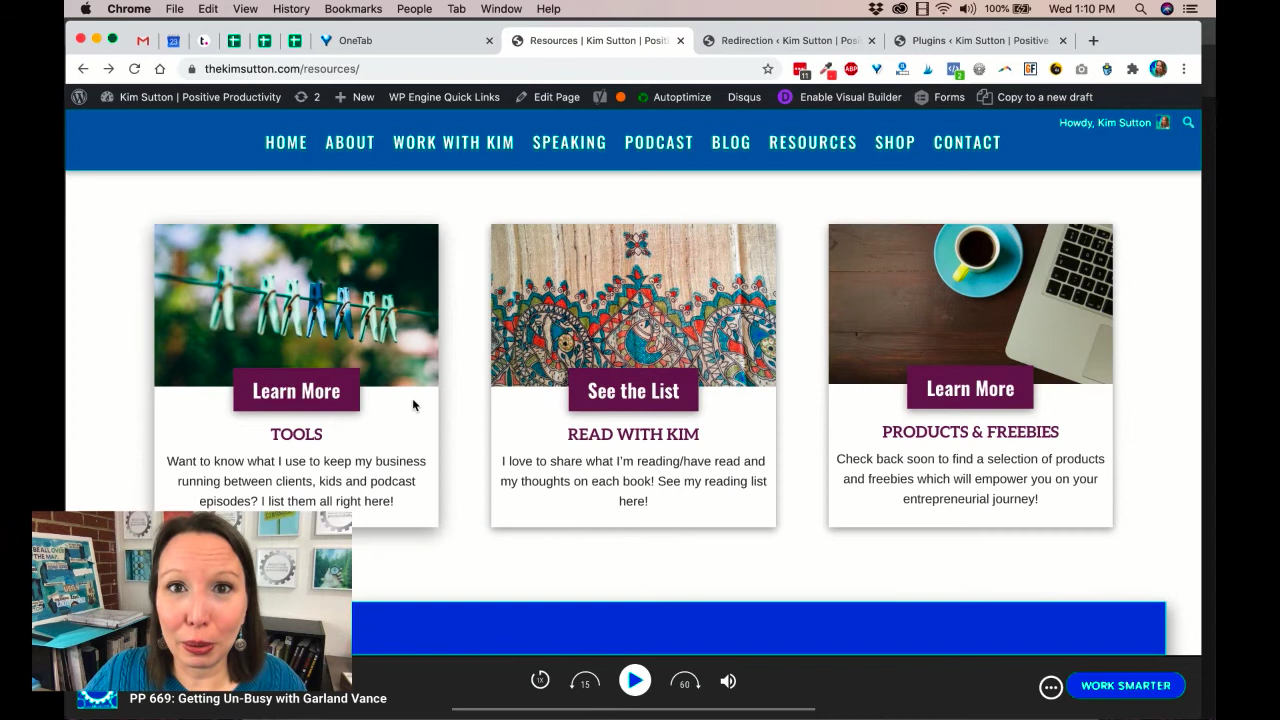 Chrome File Edit View History Bookmarks People Tab Window Help 100% Wed 1:10 PM
OneTab Resources | Kim Sutton | Positi Redirection ‹ Kim Sutton | Posi Plugins ‹ Kim Sutton | Positive
thekimsutton.com/resources/
Kim Sutton | Positive Productivity 2 New WP Engine Quick Links Edit Page Autoptimize Disqus Enable Visual Builder Forms Copy to a new draft
Howdy, Kim Sutton
HOME ABOUT WORK WITH KIM SPEAKING PODCAST BLOG RESOURCES SHOP CONTACT
Learn More
TOOLS
Want to know what I use to keep my business
running between clients, kids and podcast
episodes? I list them all right here!
See the List
READ WITH KIM
I love to share what I'm reading/have read and
my thoughts on each book! See my reading list
here!
Learn More
PRODUCTS & FREEBIES
Check back soon to find a selection of products
and freebies which will empower you on your
entrepreneurial journey!
1X 15 60
WORK SMARTER
PP 669: Getting Un-Busy with Garland Vance